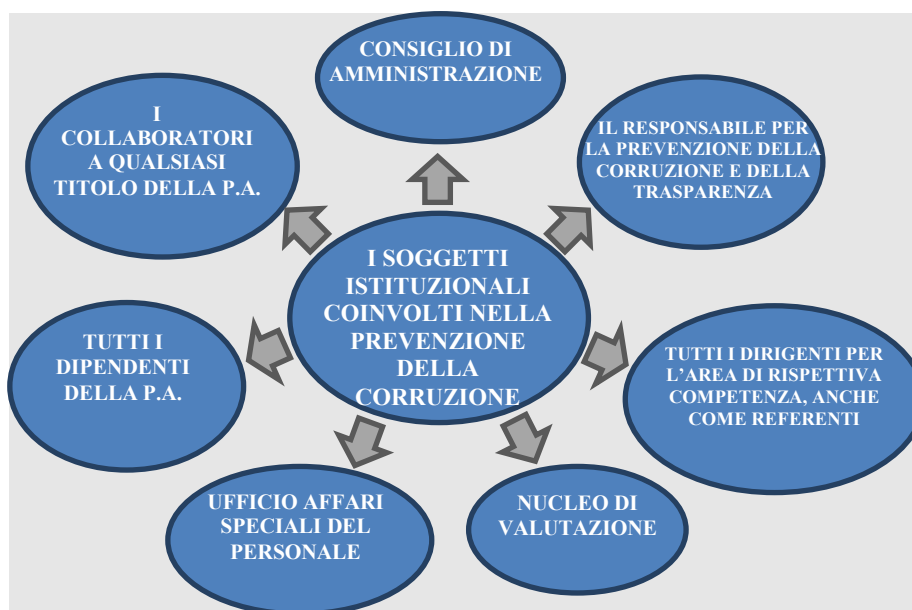 CONSIGLIO DI
AMMINISTRAZIONE
I
COLLABORATORI
A QUALSIASI
TITOLO DELLA P.A.
IL RESPONSABILE PER
LA PREVENZIONE DELLA
CORRUZIONE E DELLA
TRASPARENZA
I SOGGETTI
ISTITUZIONALI
COINVOLTI NELLA
PREVENZIONE
DELLA
CORRUZIONE
TUTTI I
DIPENDENTI
DELLA P.A.
TUTTI I DIRIGENTI PER
L’AREA DI RISPETTIVA
COMPETENZA, ANCHE
COME REFERENTI
UFFICIO AFFARI
SPECIALI DEL
PERSONALE
NUCLEO DI
VALUTAZIONE